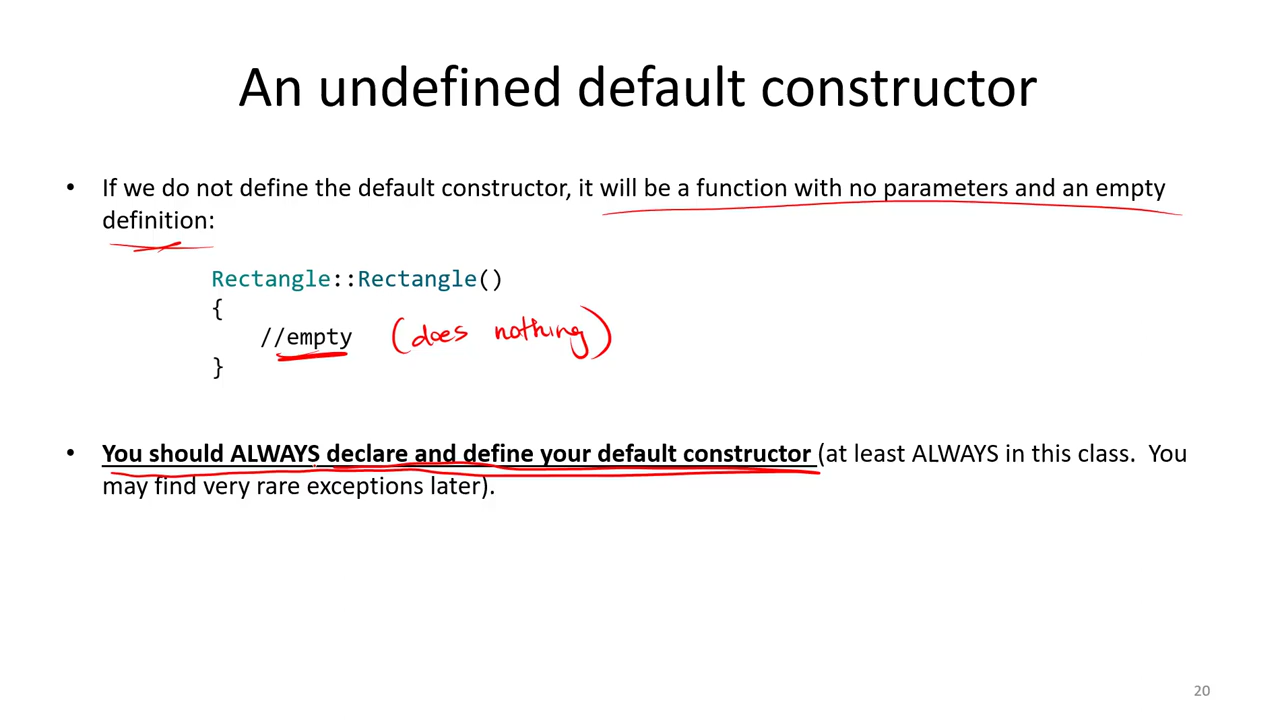 An undefined default constructor
• If we do not define the default constructor, it will be a function with no parameters and an empty
definition:
Rectangle::Rectangle()
{
//empty (does nothing)
}
• You should ALWAYS declare and define your default constructor (at least ALWAYS in this class. You
may find very rare exceptions later).
20